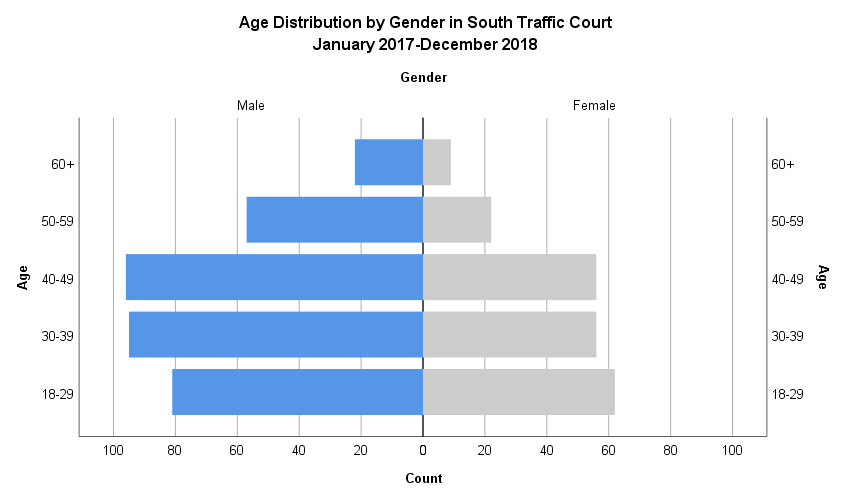 Age Distribution by Gender in South Traffic Court
January 2017-December 2018
Gender
Male Female
60+ 60+
50-59 50-59
40-49 40-49
Age Age
30-39 30-39
18-29 18-29
100 80 60 40 20 0 20 40 60 80 100
Count